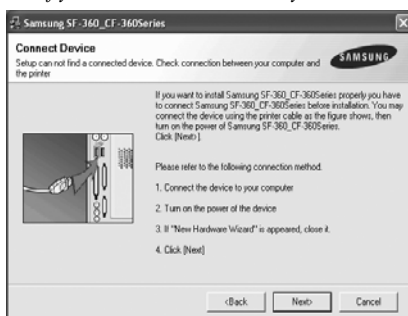 Samsung SF-360_CF-360Series
Connect Device
Setup can not find a connected device. Check connection between your computer and
the printer
SAMSUNG
If you want to install Samsung SF-360_CF-360Series properly you have
to connect Samsung SF-360_CF-360Series before installation. You may
connect the device using the printer cable as the figure shows, then
turn on the power of Samsung SF-360_CF-360Series.
Click [Next> ].
Please refer to the following connection method.
1. Connect the device to your computer
2. Turn on the power of the device
3. If "New Hardware Wizard" is appeared, close it.
4. Click [Next]
<Back
Next>
Cancel